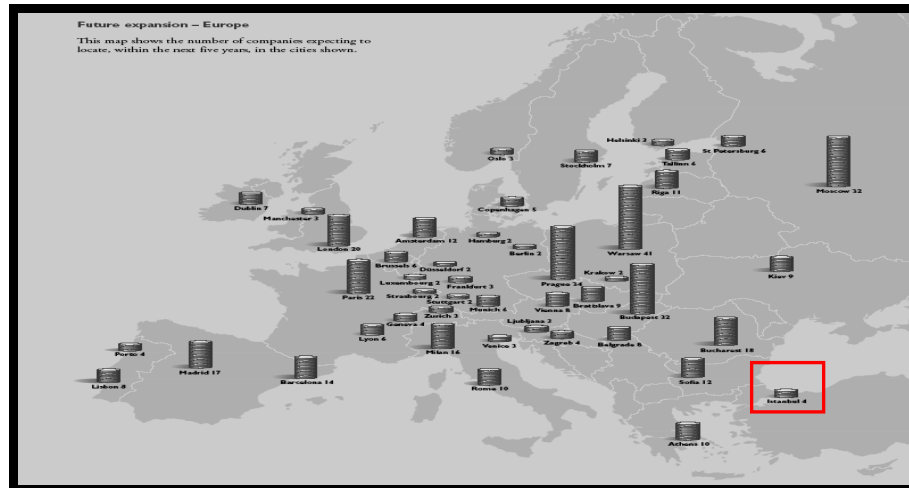 Future expansion – Europe
This map shows the number of companies expecting to
locate, within the next five years, in the cities shown.
Helsinki 3
Oslo 3
Stockholm 7
Tallinn 6
St Petersburg 6
Riga 11
Moscow 32
Dublin 7
Manchester 3
Copenhagen 5
London 20
Amsterdam 12
Hamburg 2
Berlin 2
Warsaw 41
Brussels 6
Düsseldorf 2
Kiev 9
Luxembourg 2
Frankfurt 3
Prague 34
Krakow 2
Paris 22
Strasbourg 2
Stuttgart 2
Munich 6
Vienna 8
Bratislava 9
Zurich 3
Budapest 32
Geneva 4
Ljubljana 2
Lyon 6
Milan 16
Venice 3
Zagreb 4
Belgrade 8
Bucharest 18
Porto 4
Madrid 17
Barcelona 14
Lisbon 8
Rome 10
Sofia 12
Istanbul 4
Athens 10